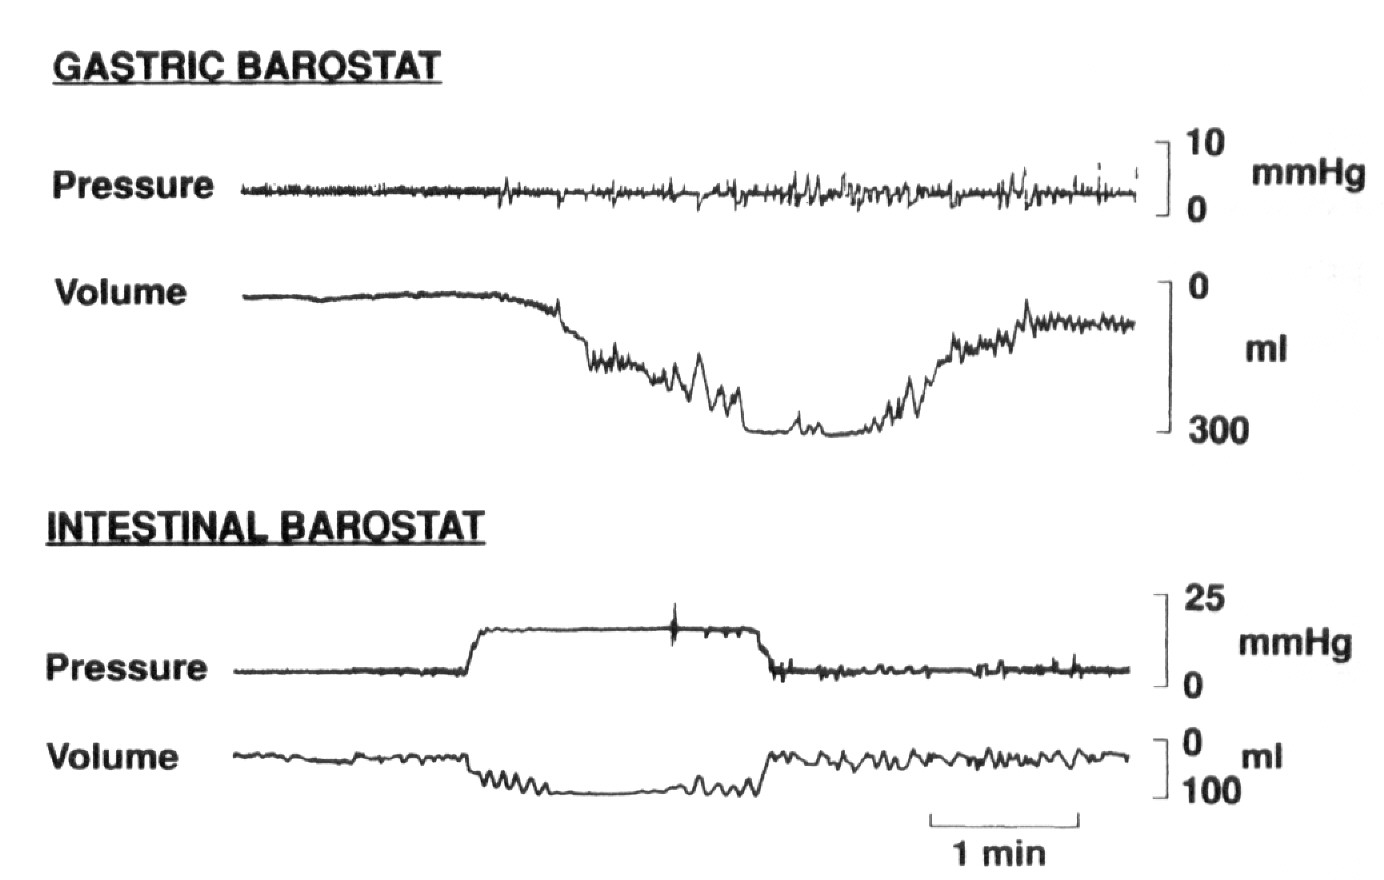 GASTRIC BAROSTAT
10
Pressure
mmHg
0
Volume
0
ml
300
INTESTINAL BAROSTAT
25
mmHg
Pressure
0
Volume
0
ml
100
1 min